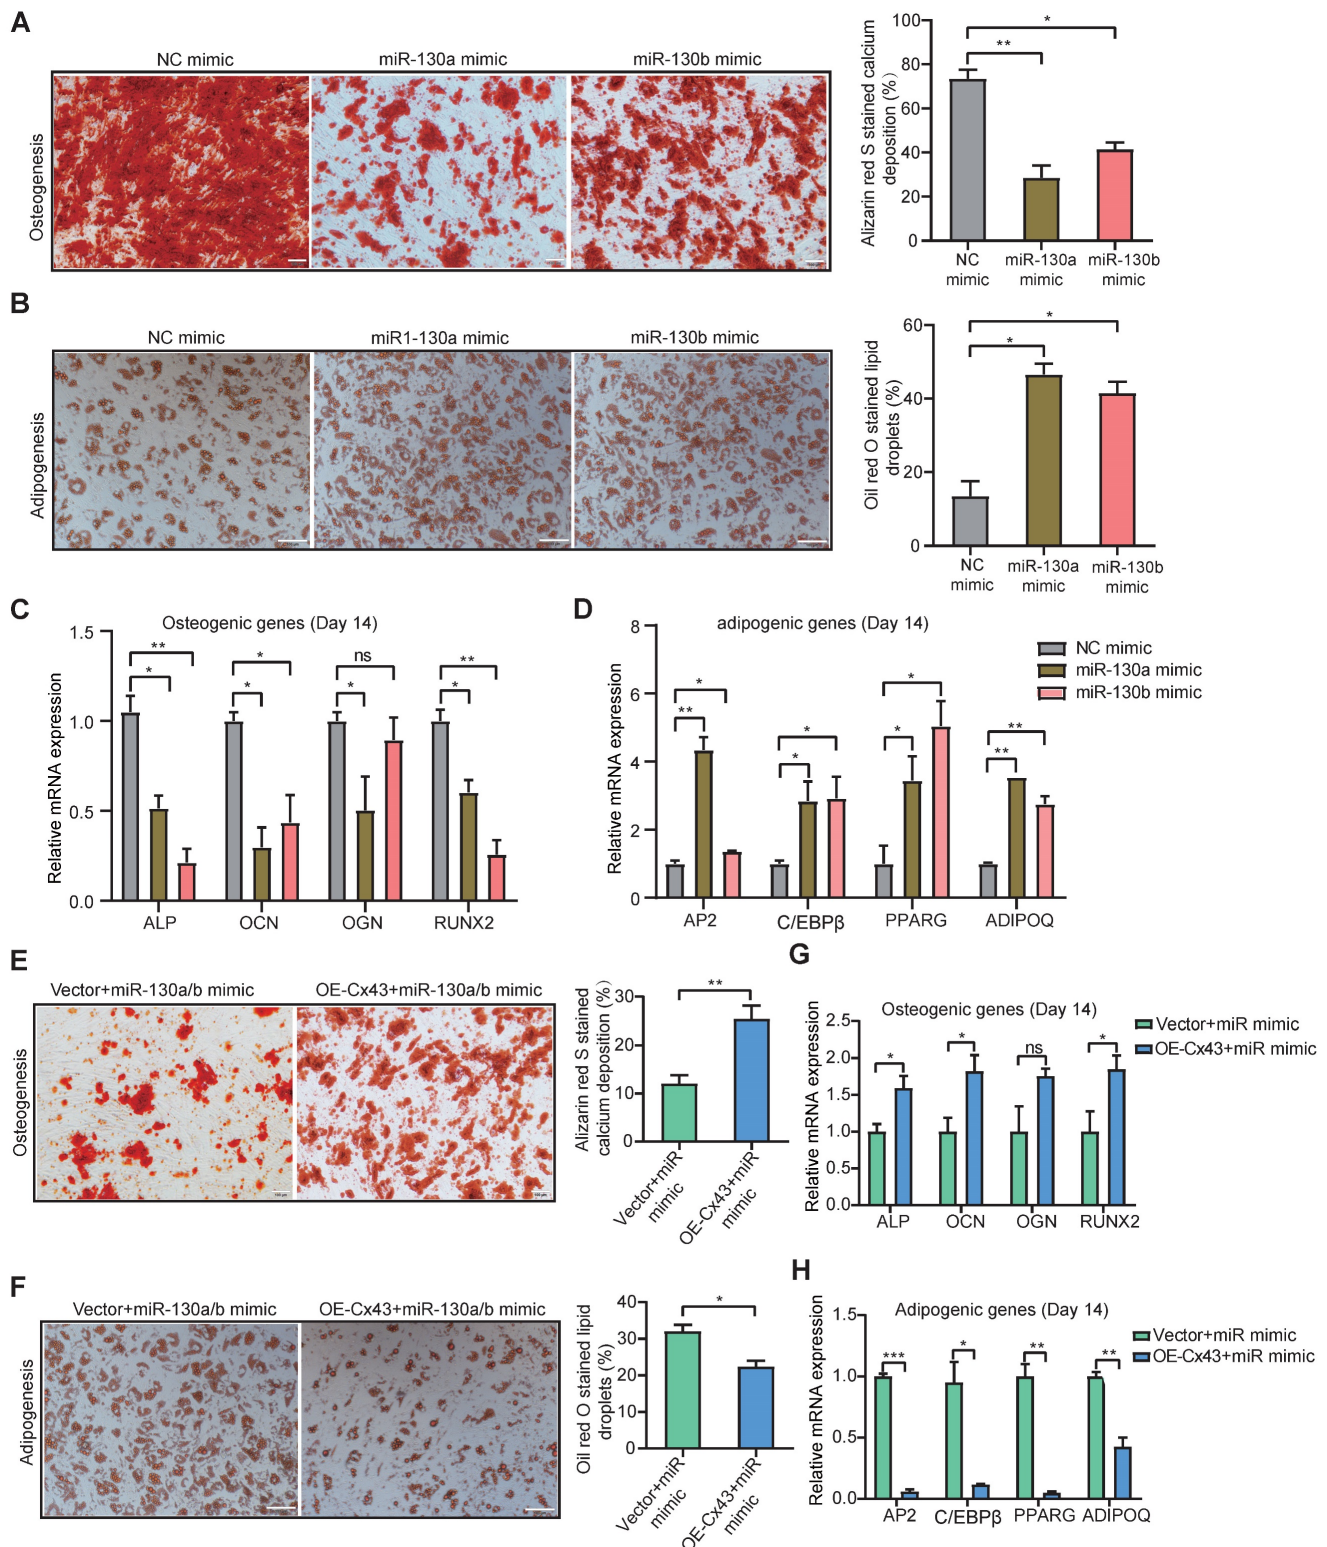 A
NC mimic
miR-130a mimic
miR-130b mimic
Osteogenesis
Alizarin red S stained calcium
deposition (%)
100
80
60
40
20
0
**
*
NC
mimic
miR-130a
mimic
miR-130b
mimic
B
NC mimic
miR1-130a mimic
miR-130b mimic
Adipogenesis
Oil red O stained lipid
droplets (%)
60
40
20
0
*
*
NC
mimic
miR-130a
mimic
miR-130b
mimic
C
Osteogenic genes (Day 14)
Relative mRNA expression
1.5
1.0
0.5
0.0
**
*
*
*
ns
*
**
*
ALP
OCN
OGN
RUNX2
D
adipogenic genes (Day 14)
Relative mRNA expression
8
6
4
2
0
*
**
*
*
*
*
**
**
AP2
C/EBPβ
PPARG
ADIPOQ
NC mimic
miR-130a mimic
miR-130b mimic
E
Vector+miR-130a/b mimic
OE-Cx43+miR-130a/b mimic
Osteogenesis
Alizarin red S stained
calcium deposition (%)
30
20
10
0
**
Vector+miR
mimic
OE-Cx43+miR
mimic
G
Osteogenic genes (Day 14)
Relative mRNA expression
2.5
2.0
1.5
1.0
0.5
0.0
*
*
ns
*
ALP
OCN
OGN
RUNX2
Vector+miR mimic
OE-Cx43+miR mimic
F
Vector+miR-130a/b mimic
OE-Cx43+miR-130a/b mimic
Adipogenesis
Oil red O stained lipid
droplets (%)
40
30
20
10
0
*
Vector+miR
mimic
OE-Cx43+miR
mimic
H
Adipogenic genes (Day 14)
Relative mRNA expression
1.5
1.0
0.5
0.0
***
*
**
**
AP2
C/EBPβ
PPARG
ADIPOQ
Vector+miR mimic
OE-Cx43+miR mimic